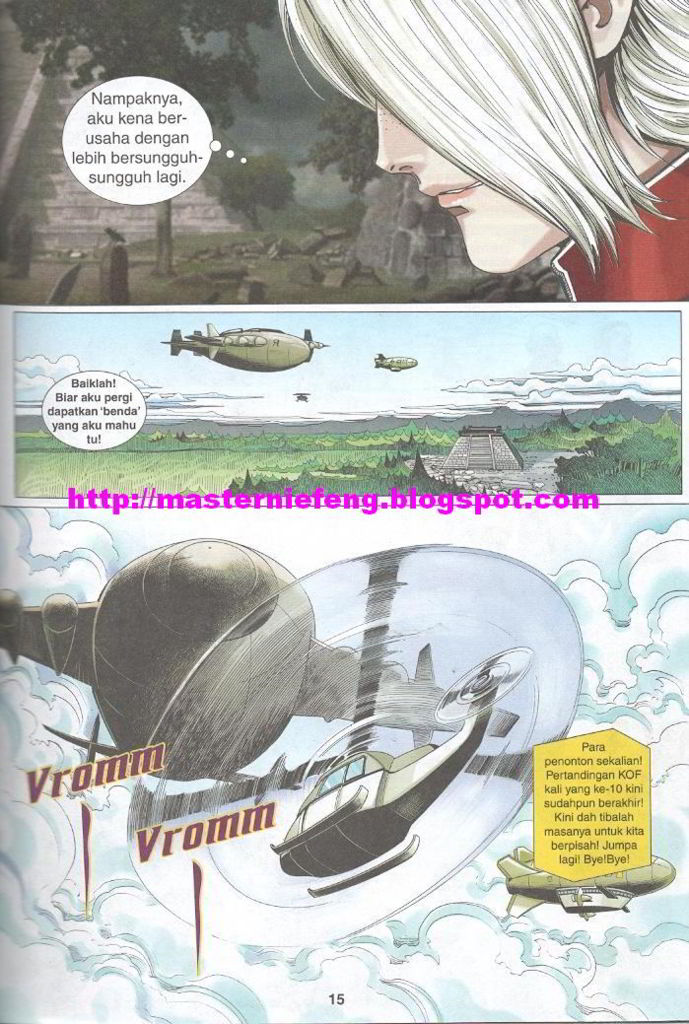 Nampaknya,
aku kena ber-
usaha dengan
lebih bersungguh-
sungguh lagi.
Baiklah!
Biar aku pergi
dapatkan 'benda'
yang aku mahu
tu!
http://masterniefeng.blogspot.com
Vromm
Vromm
Para
penonton sekalian!
Pertandingan KOF
kali yang ke-10 kini
sudahpun berakhir!
Kini dah tibalah
masanya untuk kita
berpisah! Jumpa
lagi! Bye!Bye!
15